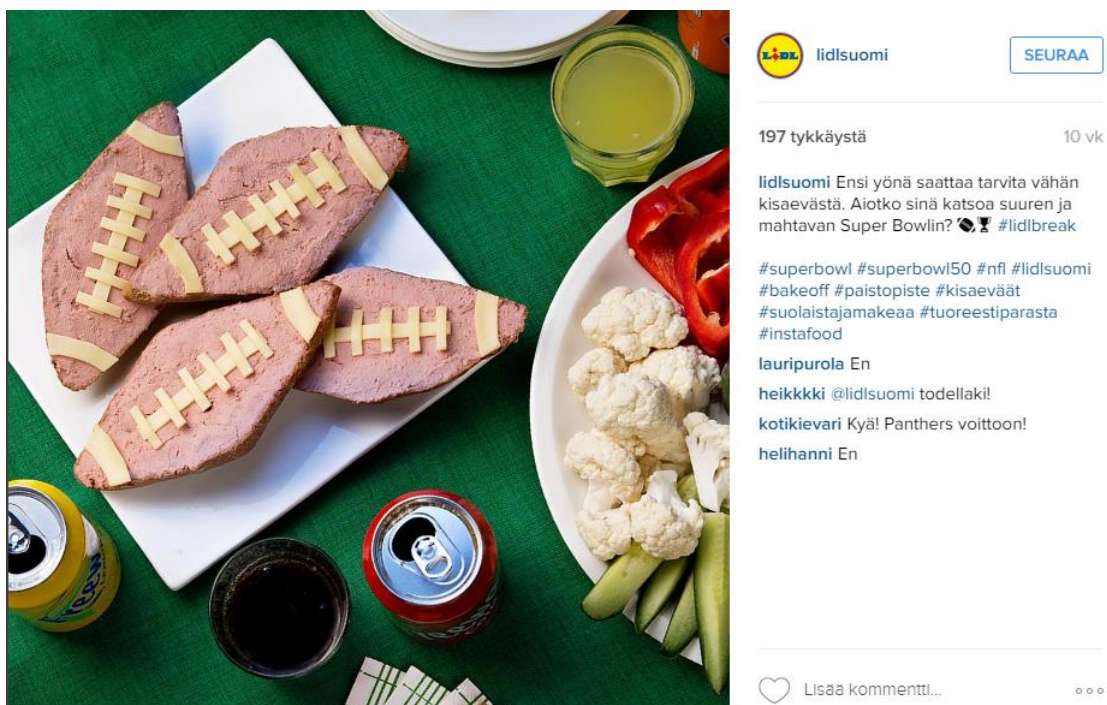 LIDL
lidlsuomi
SEURAA
197 tykkäystä
10 vk
lidlsuomi Ensi yönä saattaa tarvita vähän
kisaevästä. Aiotko sinä katsoa suuren ja
mahtavan Super Bowlin? #lidlbreak
#superbowl #superbowl50 #nfl #lidlsuomi
#bakeoff #paistopiste #kisaeväät
#suolaistajamakeaa #tuoreestiparasta
#instafood
lauripurola En
heikkkki @lidlsuomi todellaki!
kotikievari Kyä! Panthers voittoon!
helihanni En
Lisää kommentti...
Freeway